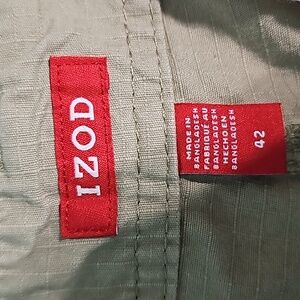 IZOD
MADE IN
BANGLADESH
FABRIQUÉ AU
BANGLADESH
HECHO EN
BANGLADESH
42